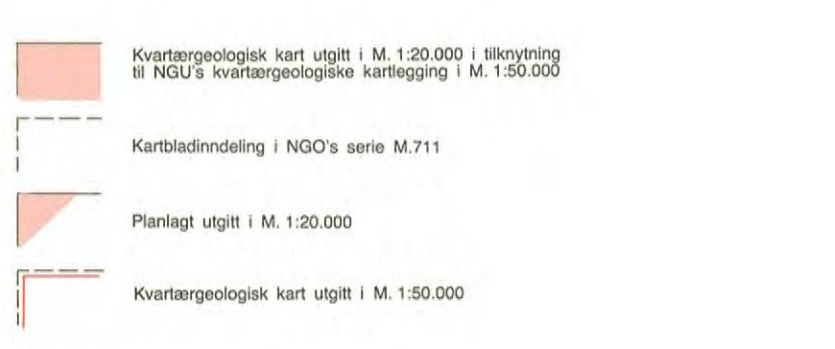 Kvartærgeologisk kart utgitt i M. 1:20.000 i tilknytning
til NGU's kvartærgeologiske kartlegging i M. 1:50.000
Kartbladinndeling i NGO's serie M.711
Planlagt utgitt i M. 1:20.000
Kvartærgeologisk kart utgitt i M. 1:50.000